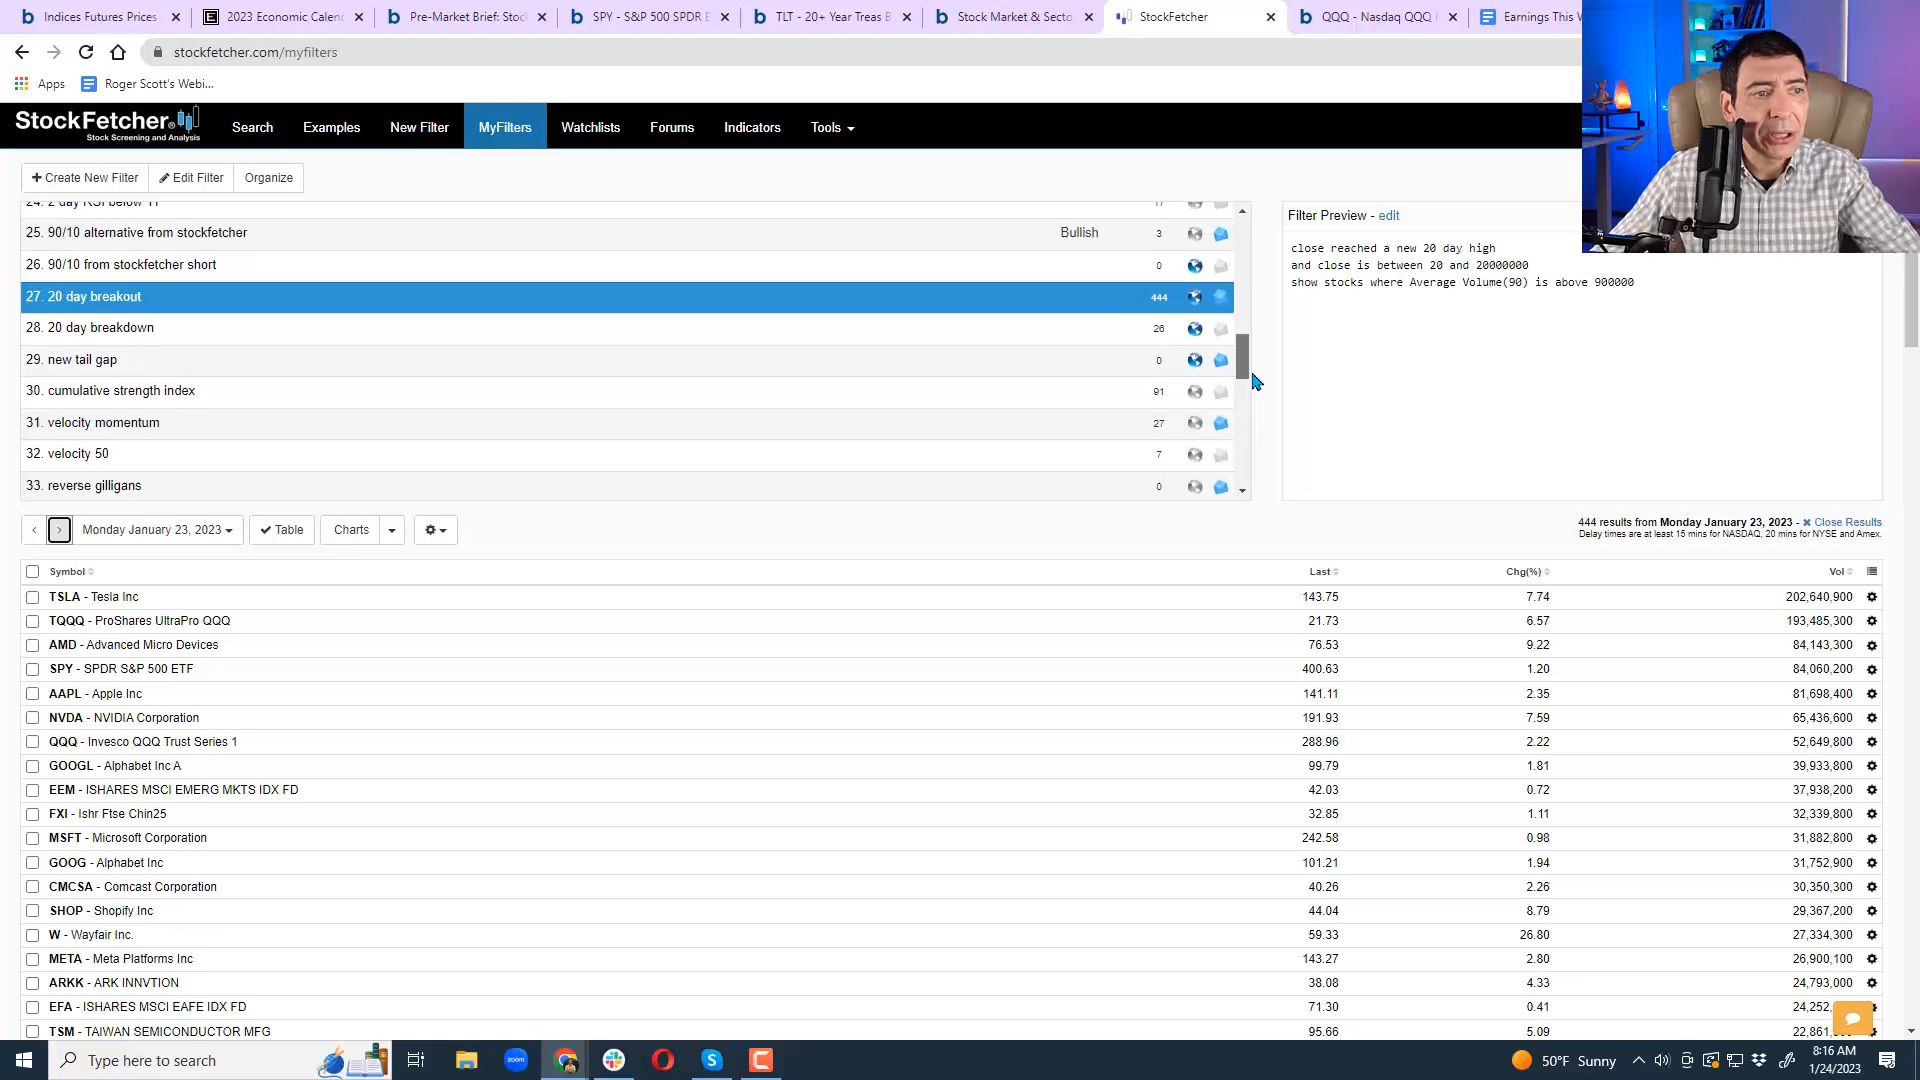 Indices Futures Prices
2023 Economic Calen
Pre-Market Brief: Stoc
SPY - S&P 500 SPDR E
TLT - 20+ Year Treas B
Stock Market & Secto
StockFetcher
QQQ - Nasdaq QQQ
Earnings This W
stockfetcher.com/myfilters
Apps
Roger Scott's Webi...
StockFetcher
Stock Screening and Analysis
Search
Examples
New Filter
MyFilters
Watchlists
Forums
Indicators
Tools
Create New Filter
Edit Filter
Organize
24. 2 day RSI below 11 17
25. 90/10 alternative from stockfetcher Bullish 3
26. 90/10 from stockfetcher short 0
27. 20 day breakout 444
28. 20 day breakdown 26
29. new tail gap 0
30. cumulative strength index 91
31. velocity momentum 27
32. velocity 50 7
33. reverse gilligans 0
Filter Preview - edit
close reached a new 20 day high
and close is between 20 and 20000000
show stocks where Average Volume(90) is above 900000
Monday January 23, 2023
Table
Charts
444 results from Monday January 23, 2023 - ✖ Close Results
Delay times are at least 15 mins for NASDAQ, 20 mins for NYSE and Amex.
Symbol Last Chg(%) Vol
TSLA - Tesla Inc 143.75 7.74 202,640,900
TQQQ - ProShares UltraPro QQQ 21.73 6.57 193,485,300
AMD - Advanced Micro Devices 76.53 9.22 84,143,300
SPY - SPDR S&P 500 ETF 400.63 1.20 84,060,200
AAPL - Apple Inc 141.11 2.35 81,698,400
NVDA - NVIDIA Corporation 191.93 7.59 65,436,600
QQQ - Invesco QQQ Trust Series 1 288.96 2.22 52,649,800
GOOGL - Alphabet Inc A 99.79 1.81 39,933,800
EEM - ISHARES MSCI EMERG MKTS IDX FD 42.03 0.72 37,938,200
FXI - Ishr Ftse Chin25 32.85 1.11 32,339,800
MSFT - Microsoft Corporation 242.58 0.98 31,882,800
GOOG - Alphabet Inc 101.21 1.94 31,752,900
CMCSA - Comcast Corporation 40.26 2.26 30,350,300
SHOP - Shopify Inc 44.04 8.79 29,367,200
W - Wayfair Inc. 59.33 26.80 27,334,300
META - Meta Platforms Inc 143.27 2.80 26,900,100
ARKK - ARK INNVTION 38.08 4.33 24,793,000
EFA - ISHARES MSCI EAFE IDX FD 71.30 0.41 24,252,
TSM - TAIWAN SEMICONDUCTOR MFG 95.66 5.09 22,861,
Type here to search
zoom
50°F Sunny
8:16 AM
1/24/2023